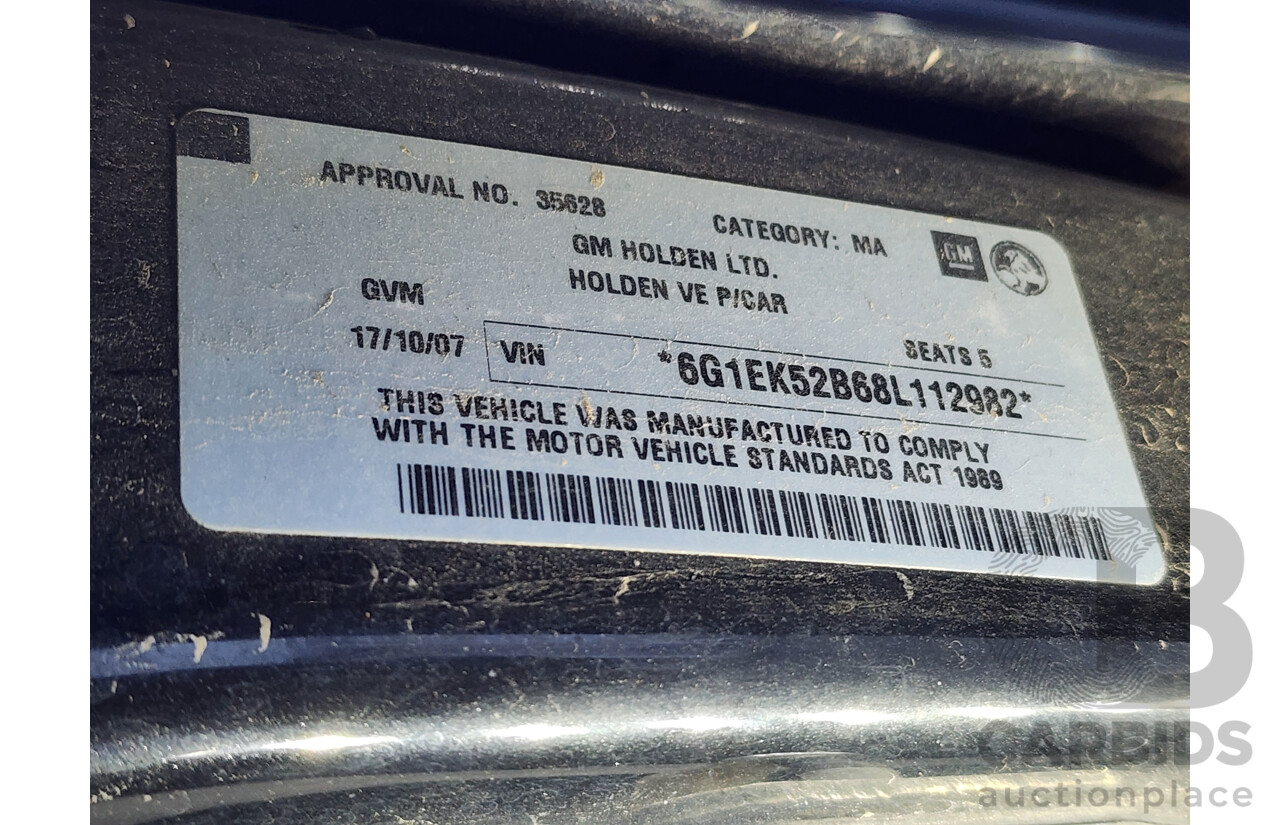 APPROVAL NO. 35628
CATEGORY: MA
GM
GM HOLDEN LTD.
HOLDEN VE P/CAR
GVM
SEATS 5
17/10/07
VIN *6G1EK52B68L112982*
THIS VEHICLE WAS MANUFACTURED TO COMPLY
WITH THE MOTOR VEHICLE STANDARDS ACT 1989
B
CARBIDS
auctionplace